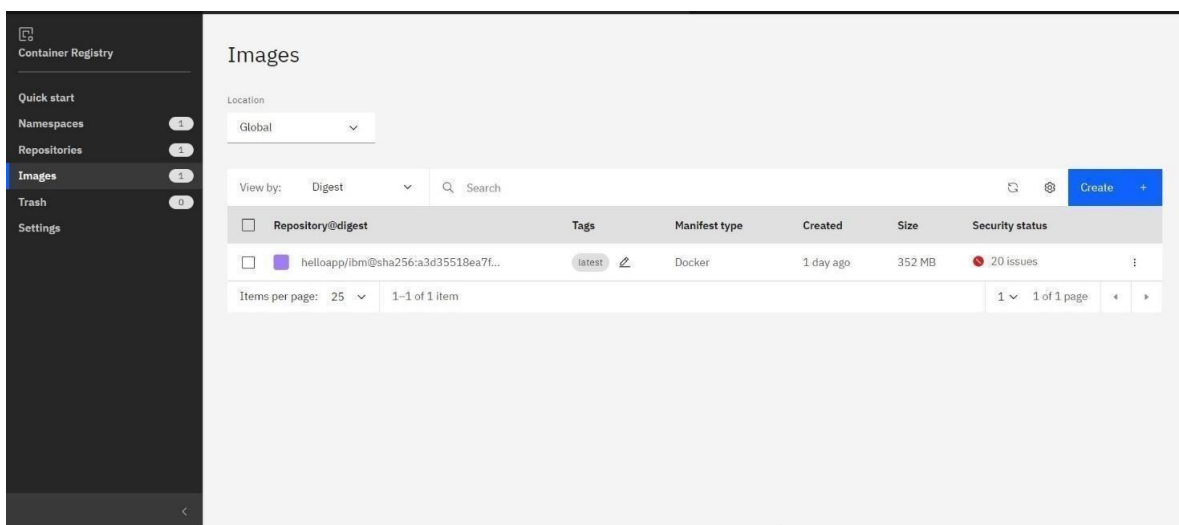 Container Registry
Quick start
Namespaces 1
Repositories 1
Images 1
Trash 0
Settings
Images
Location
Global
View by: Digest Search Create +
Repository@digest Tags Manifest type Created Size Security status
helloapp/ibm@sha256:a3d35518ea7f... latest Docker 1 day ago 352 MB 20 issues
Items per page: 25 1–1 of 1 item 1 1 of 1 page